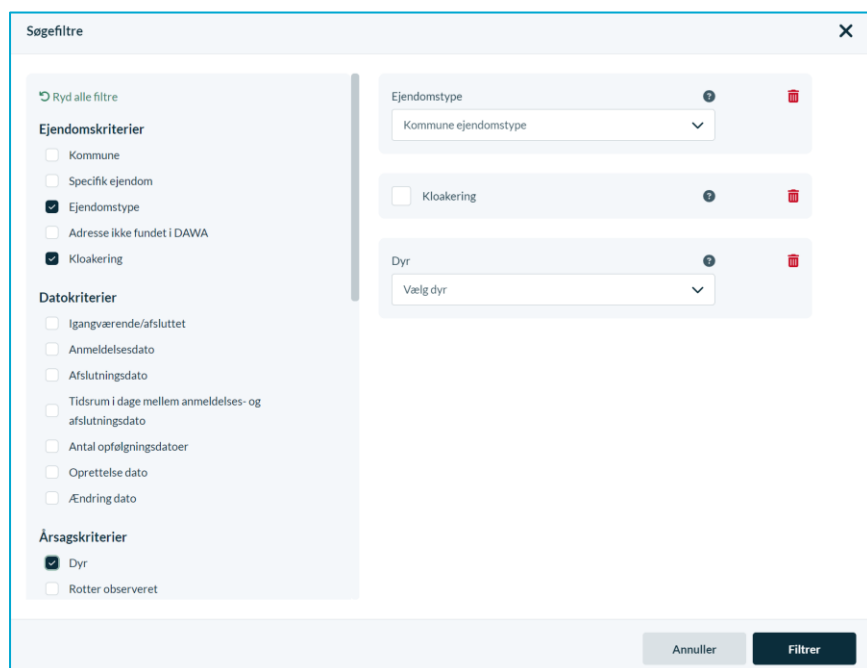 Søgefiltre
Ryd alle filtre
Ejendomskriterier
Kommune
Specifik ejendom
Ejendomstype
Adresse ikke fundet i DAWA
Kloakering
Datokriterier
Igangværende/afsluttet
Anmeldelsesdato
Afslutningsdato
Tidsrum i dage mellem anmeldelses- og
afslutningsdato
Antal opfølgningsdatoer
Oprettelse dato
Ændring dato
Årsagskriterier
Dyr
Rotter observeret
Ejendomstype
Kommune ejendomstype
Kloakering
Dyr
Vælg dyr
Annuller
Filtrer